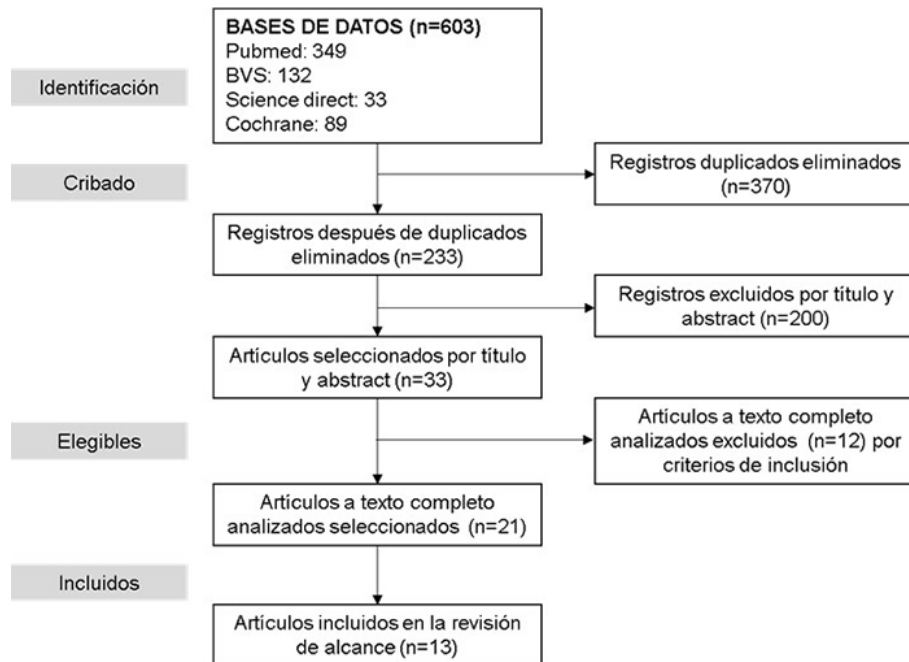 BASES DE DATOS (n=603)
Pubmed: 349
BVS: 132
Science direct: 33
Cochrane: 89
Identificación
Registros duplicados eliminados
(n=370)
Cribado
Registros después de duplicados
eliminados (n=233)
Registros excluidos por título y
abstract (n=200)
Artículos seleccionados por título
y abstract (n=33)
Elegibles
Artículos a texto completo
analizados excluidos (n=12) por
criterios de inclusión
Artículos a texto completo
analizados seleccionados (n=21)
Incluidos
Artículos incluidos en la revisión
de alcance (n=13)